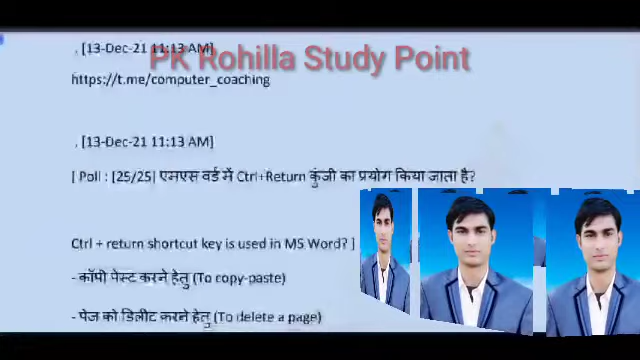 , [13-Dec-21 11:13 AM]
PK Rohilla Study Point
https://t.me/computer_coaching
, [13-Dec-21 11:13 AM]
[ Poll : [25/25] एमएस वर्ड में Ctrl+Return कुंजी का प्रयोग किया जाता है?
Ctrl + return shortcut key is used in MS Word? ]
- कॉपी पेस्ट करने हेतु (To copy-paste)
- पेज को डिलीट करने हेतु (To delete a page)